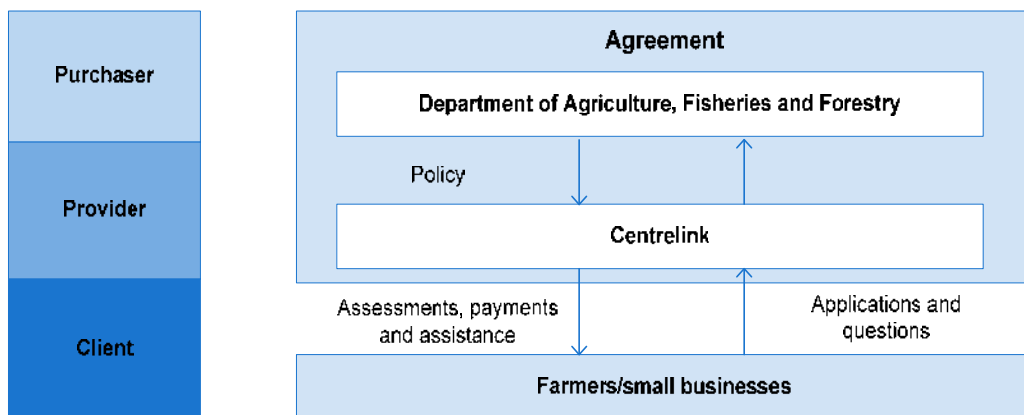 Purchaser
Provider
Client
Agreement
Department of Agriculture, Fisheries and Forestry
Policy
Centrelink
Assessments, payments
and assistance
Applications and
questions
Farmers/small businesses